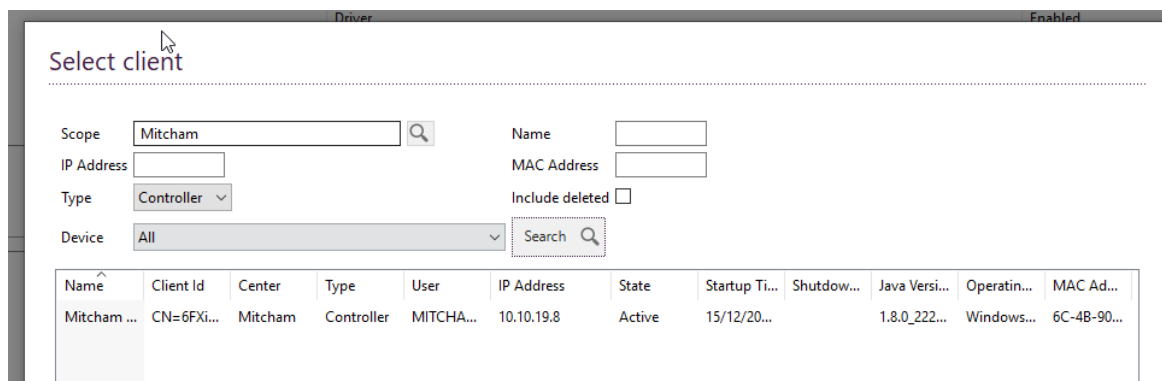 Driver Enabled
Select client
Scope Mitcham Name
IP Address MAC Address
Type Controller Include deleted
Device All Search
Name Client Id Center Type User IP Address State Startup Ti... Shutdow... Java Versi... Operatin... MAC Ad...
Mitcham ... CN=6FXi... Mitcham Controller MITCHA... 10.10.19.8 Active 15/12/20... 1.8.0_222... Windows... 6C-4B-90...